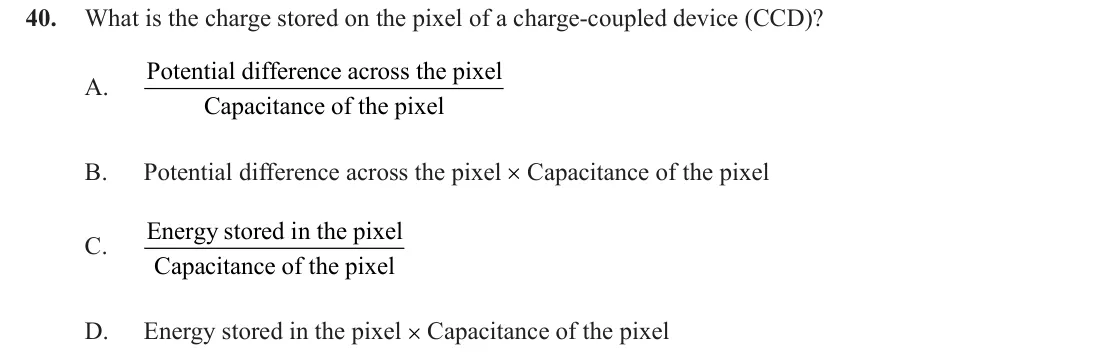 40. What is the charge stored on the pixel of a charge-coupled device (CCD)?
A. Potential difference across the pixel
Capacitance of the pixel
B. Potential difference across the pixel × Capacitance of the pixel
C. Energy stored in the pixel
Capacitance of the pixel
D. Energy stored in the pixel × Capacitance of the pixel